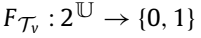 $F_{\mathcal{T}_v} : 2^{\mathbb{U}} \to \{0, 1\}$